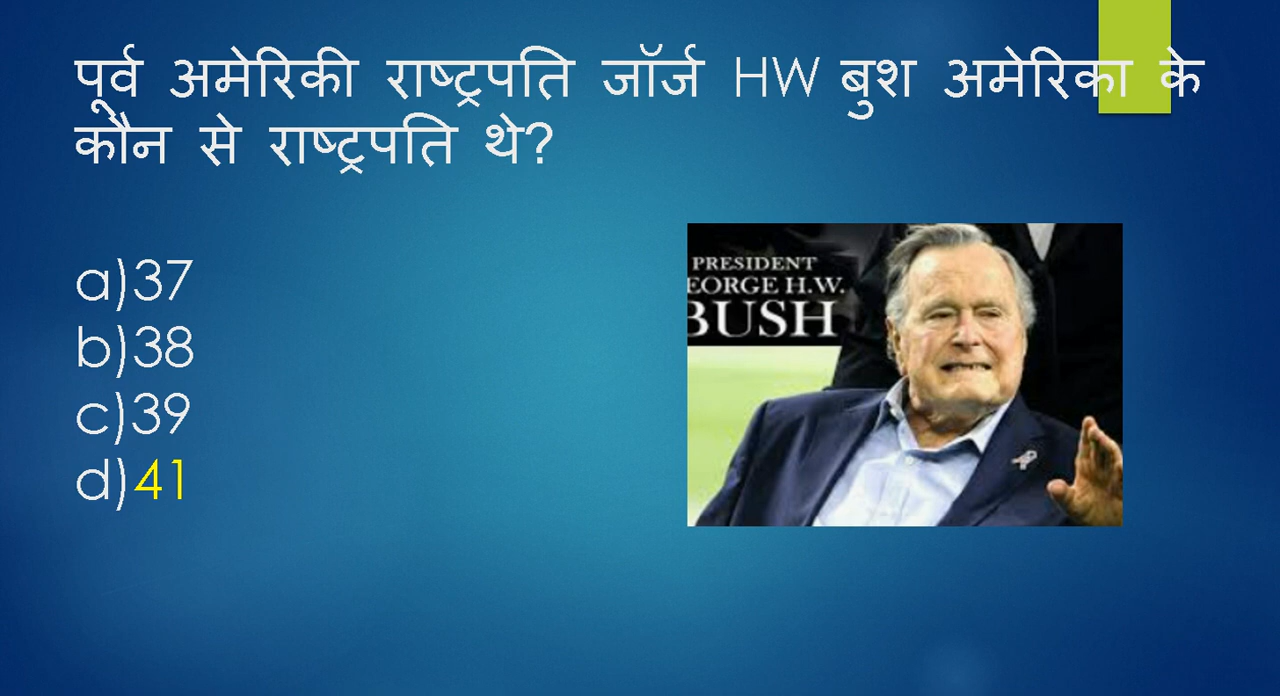 पूर्व अमेरिकी राष्ट्रपति जॉर्ज HW बुश अमेरिका के
कौन से राष्ट्रपति थे?
a)37
b)38
c)39
d)41
PRESIDENT
EORGE H.W.
BUSH